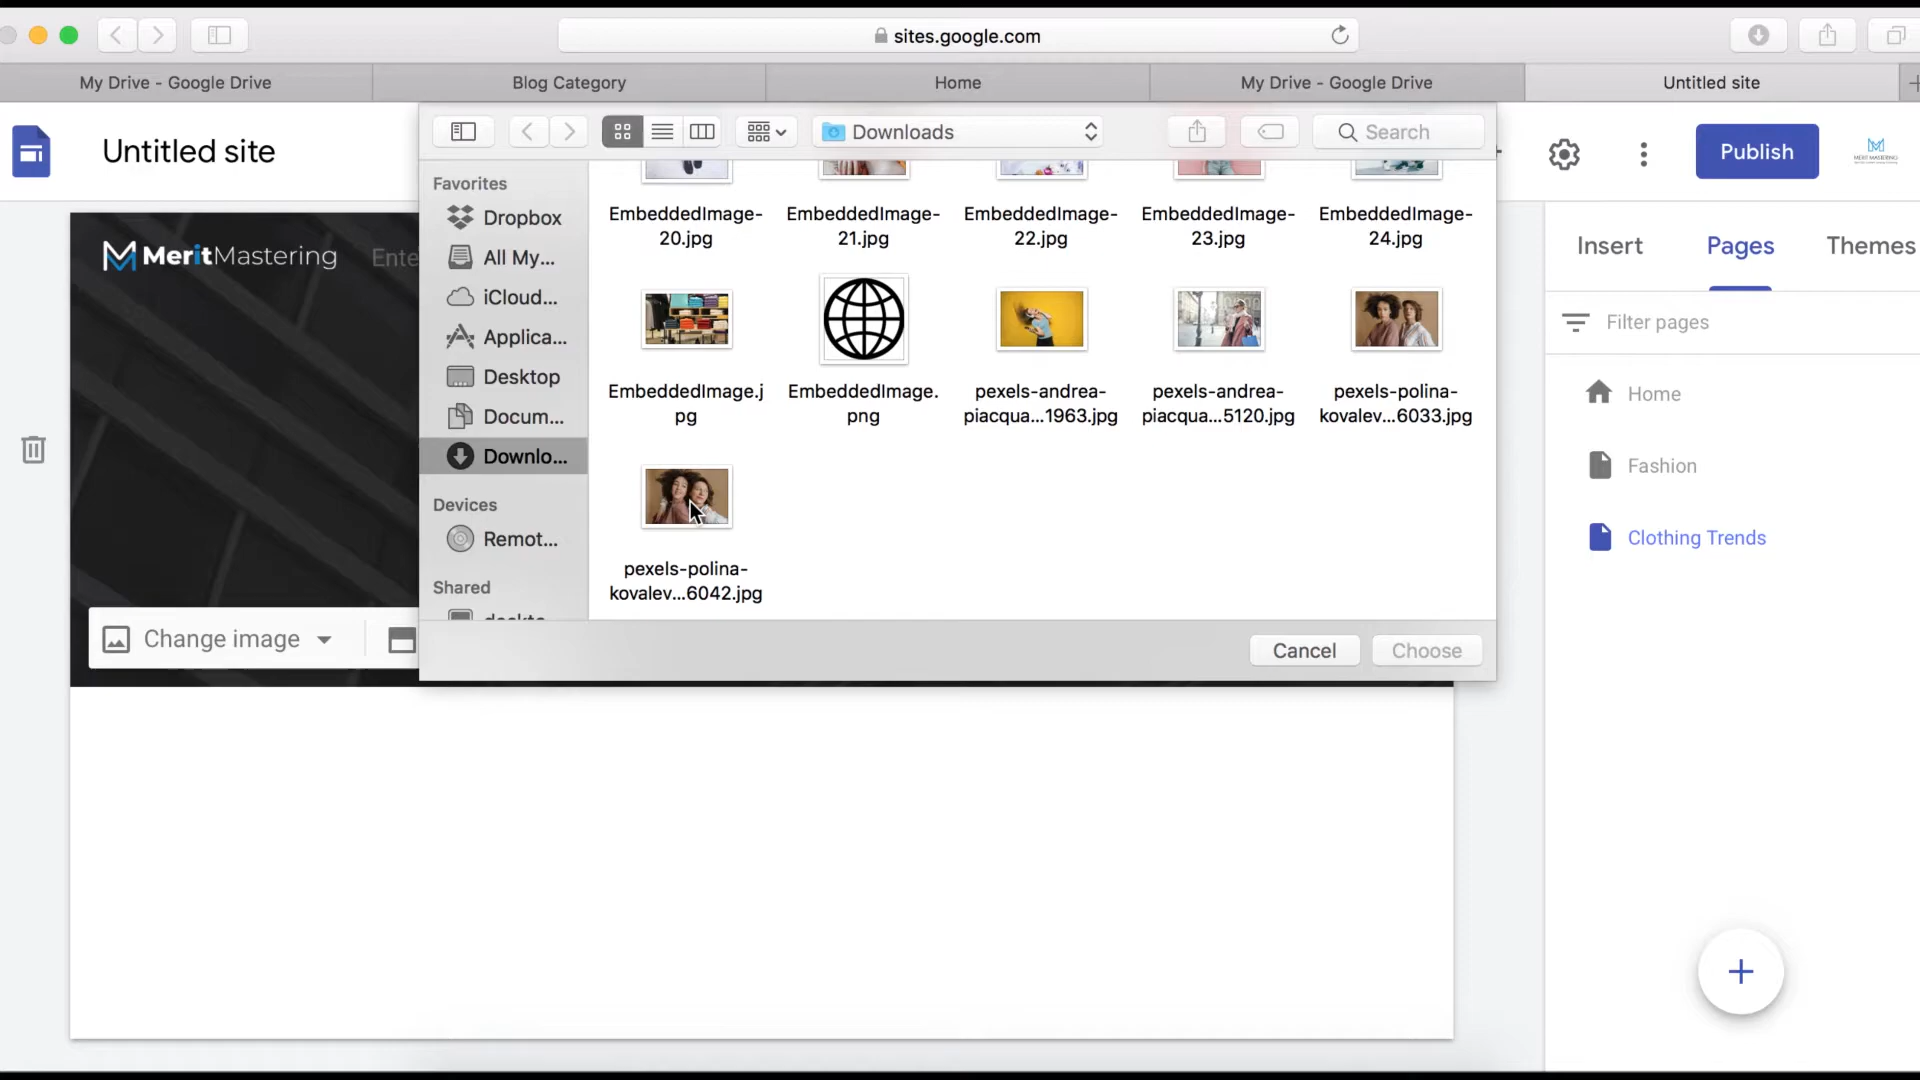 sites.google.com
My Drive - Google Drive
Blog Category
Home
My Drive - Google Drive
Untitled site
Untitled site
Downloads
Search
Publish
MERIT MASTERING
Favorites
Dropbox
All My...
iCloud...
Applica...
Desktop
Docum...
Downlo...
Devices
Remot...
Shared
EmbeddedImage-
20.jpg
EmbeddedImage-
21.jpg
EmbeddedImage-
22.jpg
EmbeddedImage-
23.jpg
EmbeddedImage-
24.jpg
EmbeddedImage.j
pg
EmbeddedImage.
png
pexels-andrea-
piacqua...1963.jpg
pexels-andrea-
piacqua...5120.jpg
pexels-polina-
kovalev...6033.jpg
pexels-polina-
kovalev...6042.jpg
Cancel
Choose
MeritMastering
Ente
Change image
Insert
Pages
Themes
Filter pages
Home
Fashion
Clothing Trends